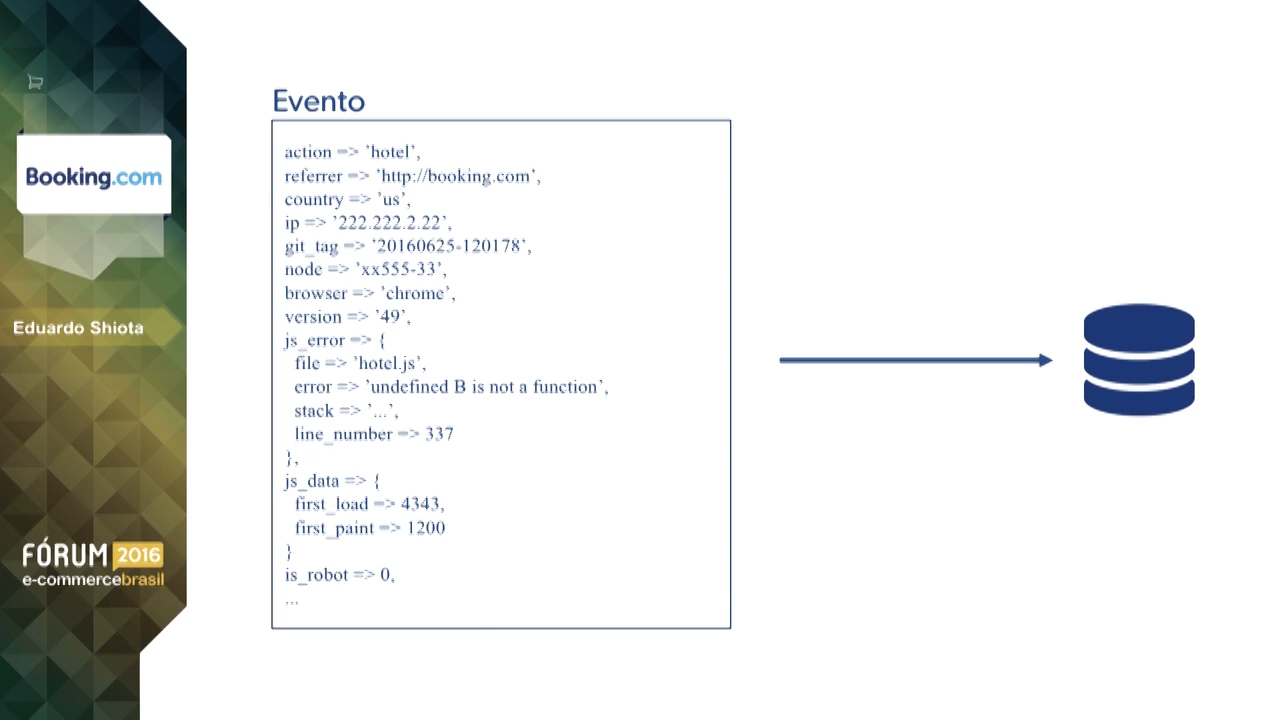 Booking.com
Eduardo Shiota
FÓRUM 2016
e-commercebrasil
Evento
action => ’hotel’,
referrer => ’http://booking.com’,
country => ’us’,
ip => ’222.222.2.22’,
git_tag => ’20160625-120178’,
node => ’xx555-33’,
browser => ’chrome’,
version => ’49’,
js_error => {
file => ’hotel.js’,
error => ’undefined B is not a function’,
stack => ’...’,
line_number => 337
},
js_data => {
first_load => 4343,
first_paint => 1200
}
is_robot => 0,
...